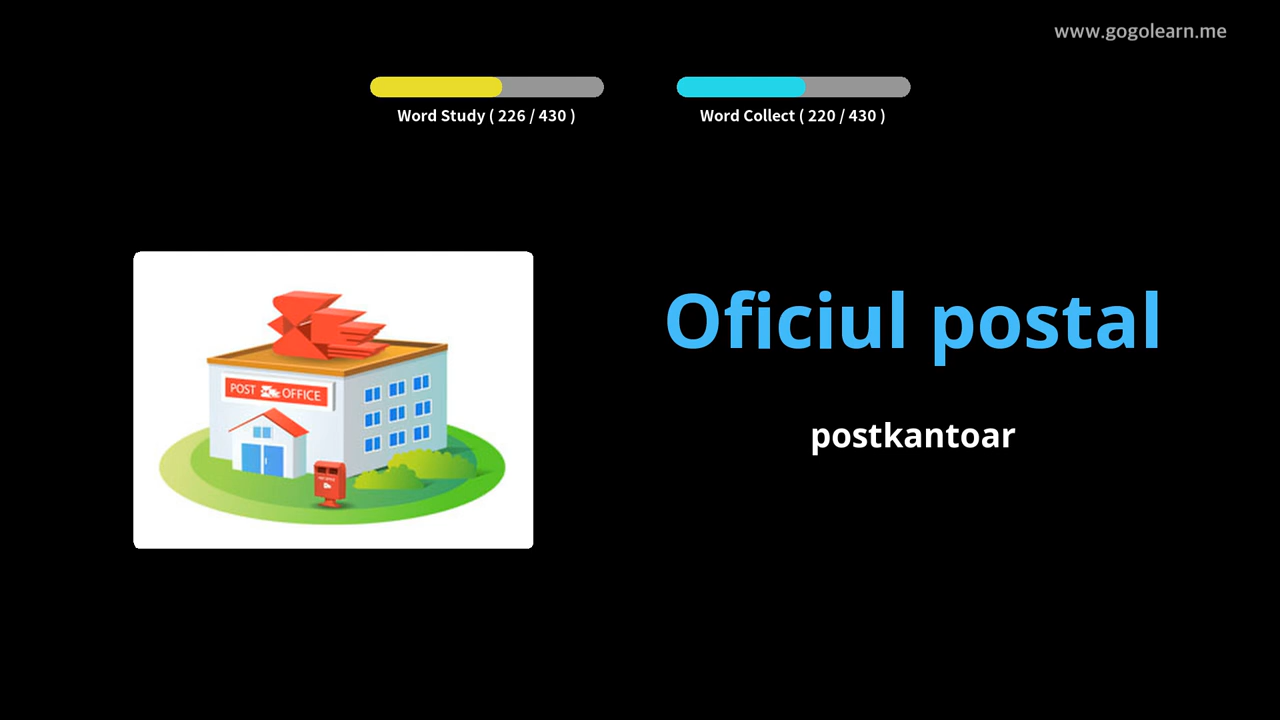 www.gogolearn.me
Word Study ( 226 / 430 )
Word Collect ( 220 / 430 )
Oficiul postal
postkantoar
POST OFFICE